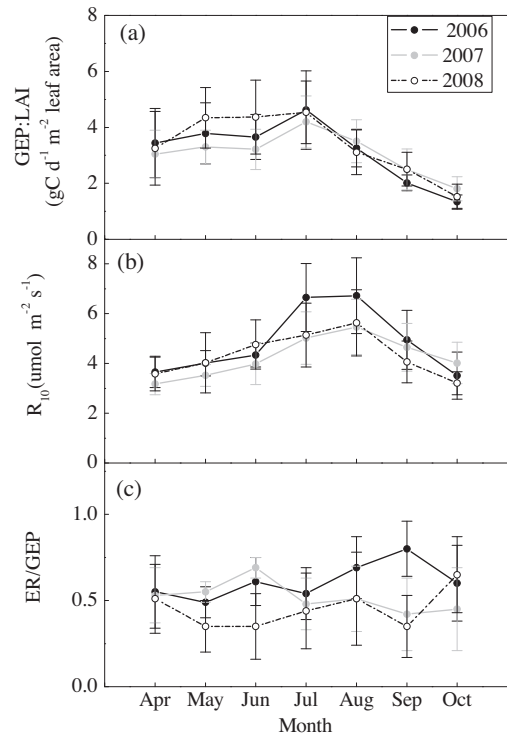 (a)
2006
2007
2008
GEP:LAI
(gC d⁻¹ m⁻² leaf area)
8
6
4
2
0
(b)
R₁₀(umol m⁻² s⁻¹)
8
6
4
2
0
(c)
ER/GEP
1.0
0.5
0.0
Apr May Jun Jul Aug Sep Oct
Month